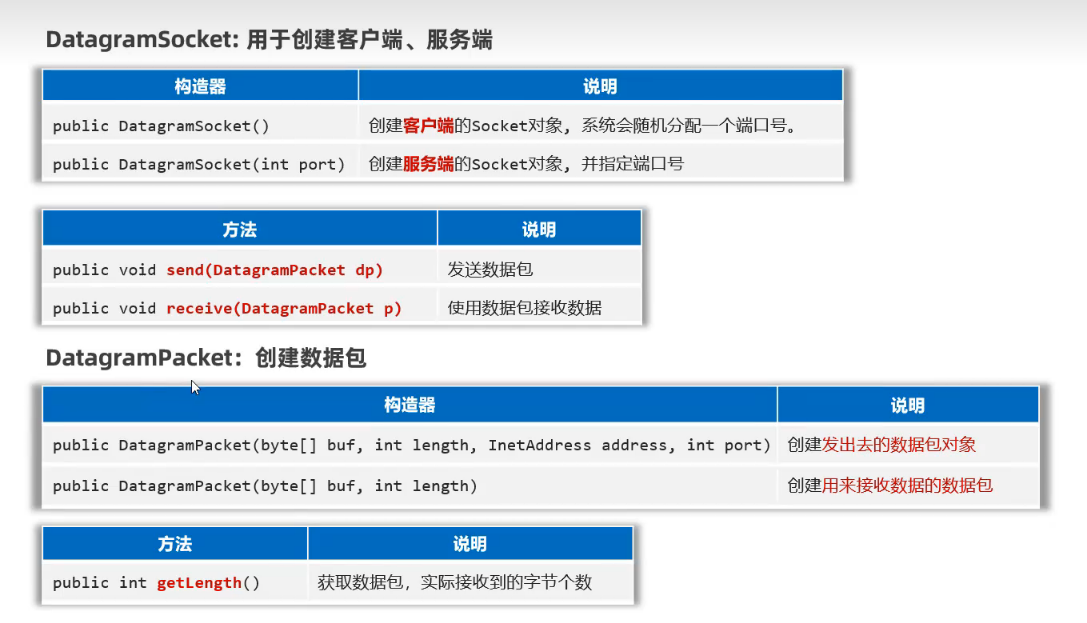 DatagramSocket: 用于创建客户端、服务端
构造器 说明
public DatagramSocket() 创建客户端的Socket对象, 系统会随机分配一个端口号。
public DatagramSocket(int port) 创建服务端的Socket对象, 并指定端口号
方法 说明
public void send(DatagramPacket dp) 发送数据包
public void receive(DatagramPacket p) 使用数据包接收数据
DatagramPacket：创建数据包
构造器 说明
public DatagramPacket(byte[] buf, int length, InetAddress address, int port) 创建发出去的数据包对象
public DatagramPacket(byte[] buf, int length) 创建用来接收数据的数据包
方法 说明
public int getLength() 获取数据包，实际接收到的字节个数